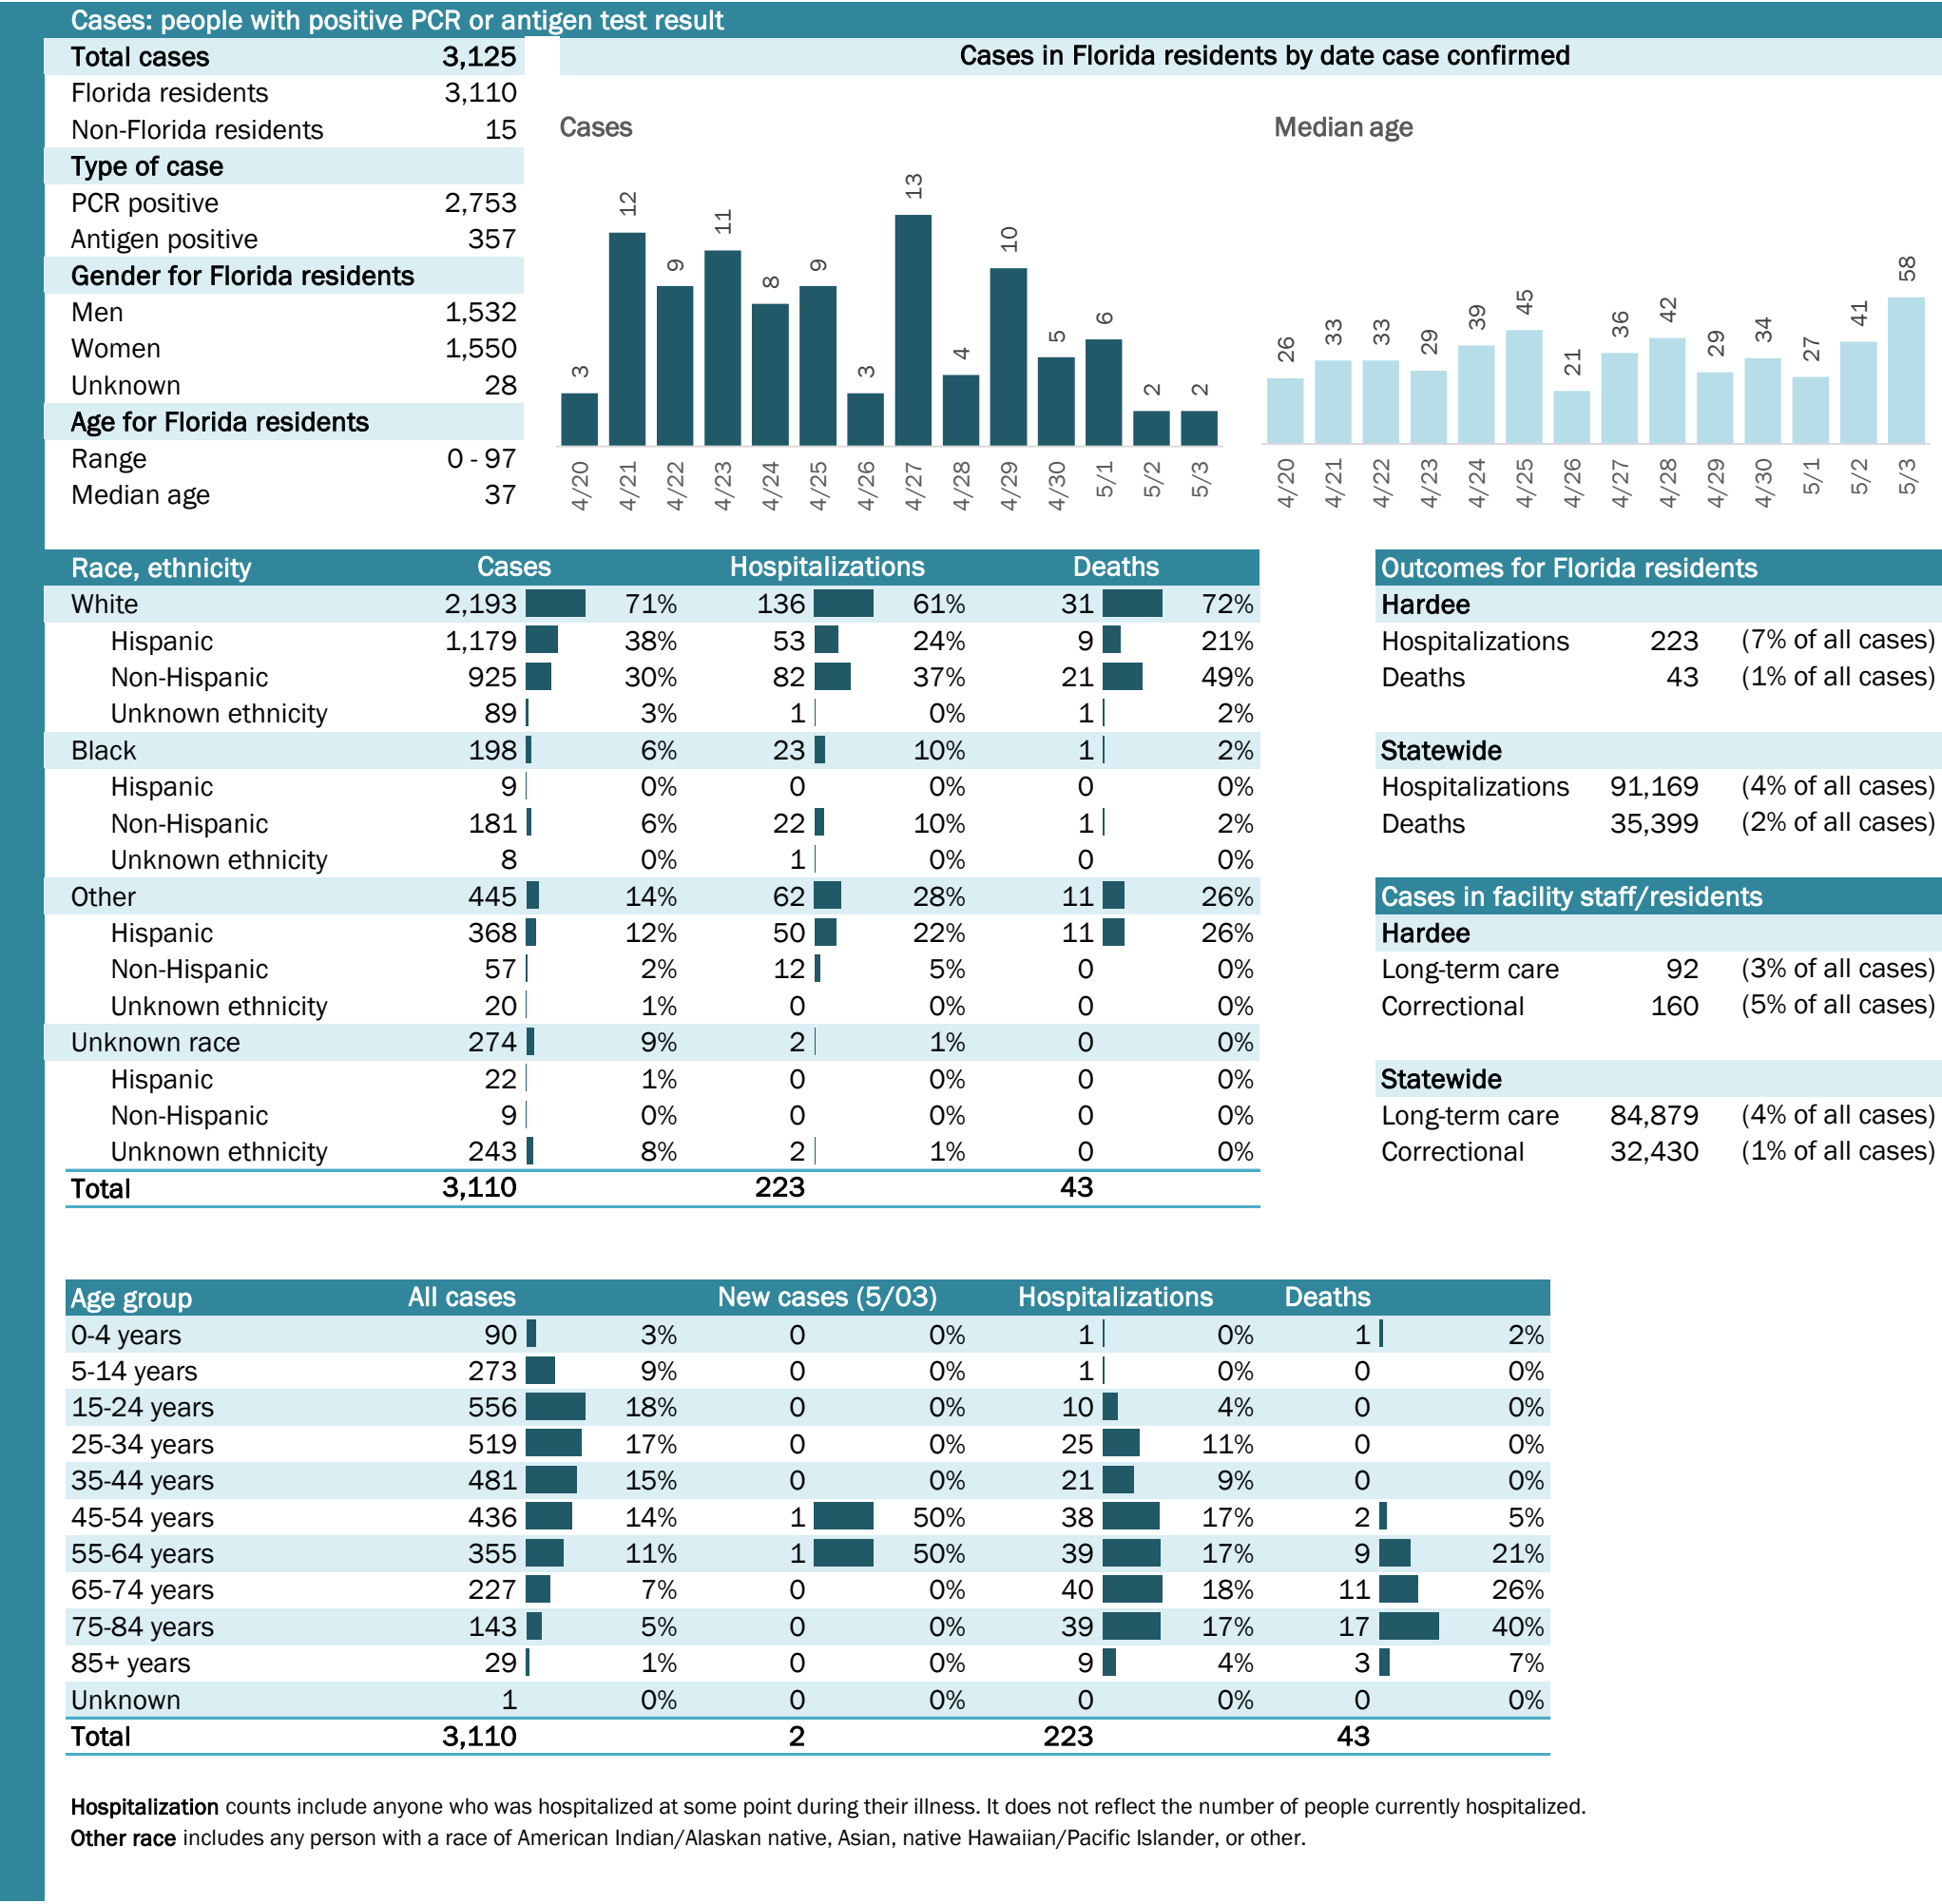 Cases: people with positive PCR or antigen test result
Total cases 3,125
Florida residents 3,110
Non-Florida residents 15
Type of case
PCR positive 2,753
Antigen positive 357
Gender for Florida residents
Men 1,532
Women 1,550
Unknown 28
Age for Florida residents
Range 0 - 97
Median age 37
Cases in Florida residents by date case confirmed
Cases
3 12 9 11 8 9 3 13 4 10 5 6 2 2
4/20 4/21 4/22 4/23 4/24 4/25 4/26 4/27 4/28 4/29 4/30 5/1 5/2 5/3
Median age
26 33 33 29 39 45 21 36 42 29 34 27 41 58
4/20 4/21 4/22 4/23 4/24 4/25 4/26 4/27 4/28 4/29 4/30 5/1 5/2 5/3
Race, ethnicity Cases Hospitalizations Deaths
White 2,193 71% 136 61% 31 72%
Hispanic 1,179 38% 53 24% 9 21%
Non-Hispanic 925 30% 82 37% 21 49%
Unknown ethnicity 89 3% 1 0% 1 2%
Black 198 6% 23 10% 1 2%
Hispanic 9 0% 0 0% 0 0%
Non-Hispanic 181 6% 22 10% 1 2%
Unknown ethnicity 8 0% 1 0% 0 0%
Other 445 14% 62 28% 11 26%
Hispanic 368 12% 50 22% 11 26%
Non-Hispanic 57 2% 12 5% 0 0%
Unknown ethnicity 20 1% 0 0% 0 0%
Unknown race 274 9% 2 1% 0 0%
Hispanic 22 1% 0 0% 0 0%
Non-Hispanic 9 0% 0 0% 0 0%
Unknown ethnicity 243 8% 2 1% 0 0%
Total 3,110 223 43
Outcomes for Florida residents
Hardee
Hospitalizations 223 (7% of all cases)
Deaths 43 (1% of all cases)
Statewide
Hospitalizations 91,169 (4% of all cases)
Deaths 35,399 (2% of all cases)
Cases in facility staff/residents
Hardee
Long-term care 92 (3% of all cases)
Correctional 160 (5% of all cases)
Statewide
Long-term care 84,879 (4% of all cases)
Correctional 32,430 (1% of all cases)
Age group All cases New cases (5/03) Hospitalizations Deaths
0-4 years 90 3% 0 0% 1 0% 1 2%
5-14 years 273 9% 0 0% 1 0% 0 0%
15-24 years 556 18% 0 0% 10 4% 0 0%
25-34 years 519 17% 0 0% 25 11% 0 0%
35-44 years 481 15% 0 0% 21 9% 0 0%
45-54 years 436 14% 1 50% 38 17% 2 5%
55-64 years 355 11% 1 50% 39 17% 9 21%
65-74 years 227 7% 0 0% 40 18% 11 26%
75-84 years 143 5% 0 0% 39 17% 17 40%
85+ years 29 1% 0 0% 9 4% 3 7%
Unknown 1 0% 0 0% 0 0% 0 0%
Total 3,110 2 223 43
Hospitalization counts include anyone who was hospitalized at some point during their illness. It does not reflect the number of people currently hospitalized.
Other race includes any person with a race of American Indian/Alaskan native, Asian, native Hawaiian/Pacific Islander, or other.